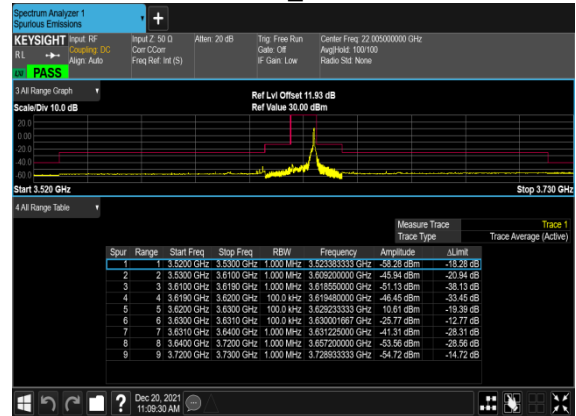 Spectrum Analyzer 1
Spurious Emissions
+
KEYSIGHT Input: RF Input Z: 50 Ω Atten: 20 dB Trig: Free Run Center Freq: 22.005000000 GHz
RL Coupling: DC Corr CCorr Gate: Off Avg|Hold: 100/100
Align: Auto Freq Ref: Int (S) IF Gain: Low Radio Std: None
PASS
3 All Range Graph
Ref Lvl Offset 11.93 dB
Scale/Div 10.0 dB Ref Value 30.00 dBm
20.0
0.00
-20.0
-40.0
-60.0
Start 3.520 GHz Stop 3.730 GHz
4 All Range Table
Measure Trace Trace 1
Trace Type Trace Average (Active)
Spur Range Start Freq Stop Freq RBW Frequency Amplitude ΔLimit
1 1 3.5200 GHz 3.5300 GHz 1.000 MHz 3.523383333 GHz -58.28 dBm -18.28 dB
2 2 3.5300 GHz 3.6100 GHz 1.000 MHz 3.609200000 GHz -45.94 dBm -20.94 dB
3 3 3.6100 GHz 3.6190 GHz 1.000 MHz 3.618550000 GHz -51.13 dBm -38.13 dB
4 4 3.6190 GHz 3.6200 GHz 100.0 kHz 3.619480000 GHz -46.45 dBm -33.45 dB
5 5 3.6200 GHz 3.6300 GHz 100.0 kHz 3.629233333 GHz 10.61 dBm -19.39 dB
6 6 3.6300 GHz 3.6310 GHz 100.0 kHz 3.630001667 GHz -25.77 dBm -12.77 dB
7 7 3.6310 GHz 3.6400 GHz 1.000 MHz 3.631225000 GHz -41.31 dBm -28.31 dB
8 8 3.6400 GHz 3.7200 GHz 1.000 MHz 3.657200000 GHz -53.56 dBm -28.56 dB
9 9 3.7200 GHz 3.7300 GHz 1.000 MHz 3.728933333 GHz -54.72 dBm -14.72 dB
? Dec 20, 2021
11:09:30 AM